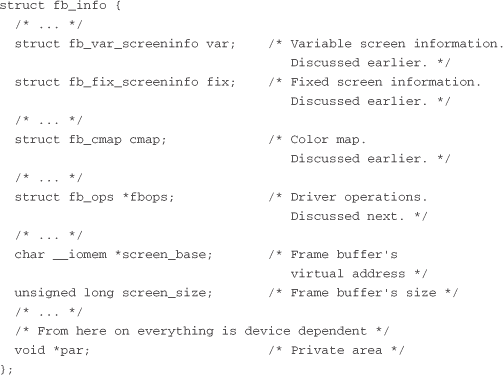 struct fb_info {
  /* ... */
  struct fb_var_screeninfo var;    /* Variable screen information.
                                      Discussed earlier. */
  struct fb_fix_screeninfo fix;    /* Fixed screen information.
                                      Discussed earlier. */
  /* ... */
  struct fb_cmap cmap;             /* Color map.
                                      Discussed earlier. */
  /* ... */
  struct fb_ops *fbops;            /* Driver operations.
                                      Discussed next. */
  /* ... */
  char __iomem *screen_base;       /* Frame buffer's
                                      virtual address */
  unsigned long screen_size;       /* Frame buffer's size */
  /* ... */
  /* From here on everything is device dependent */
  void *par;                       /* Private area */
};